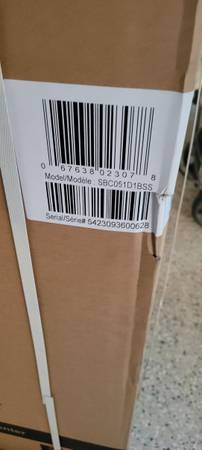 0 67638 02307 8
Model/Modèle : SBC051D1BSS
Serial/Série# 5423093600628